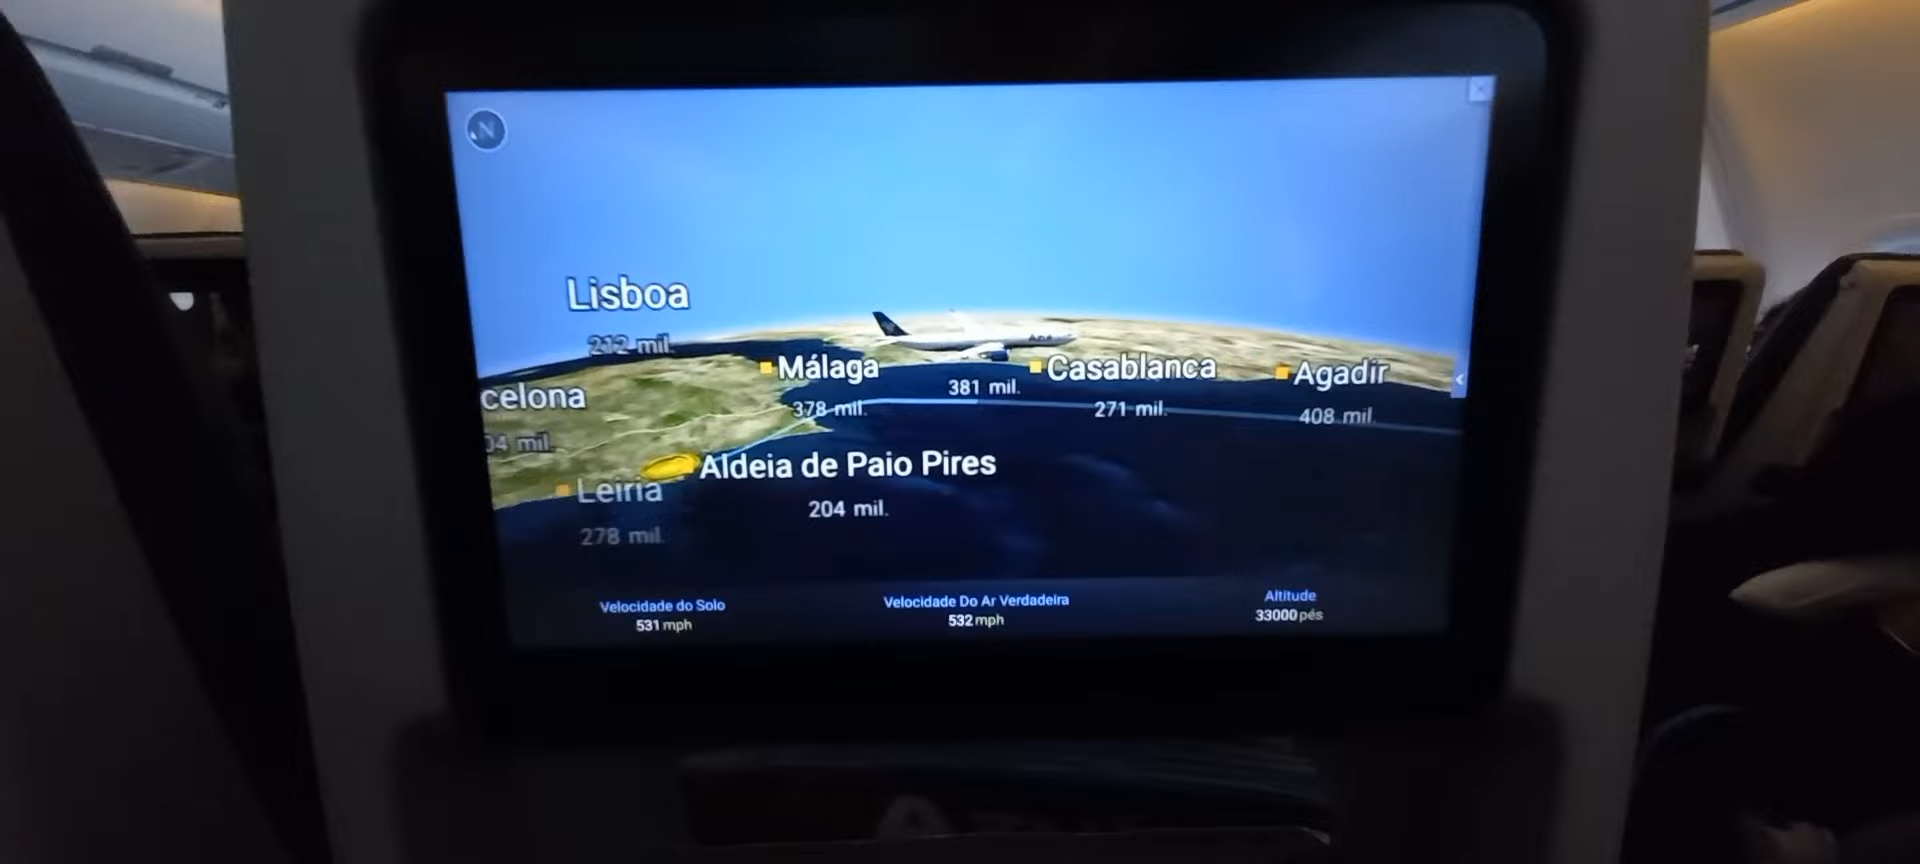 N
Lisboa
212 mil.
Málaga
378 mil.
381 mil.
Casablanca
271 mil.
Agadir
408 mil.
celona
04 mil.
Aldeia de Paio Pires
204 mil.
Leiria
278 mil.
Velocidade do Solo
531 mph
Velocidade Do Ar Verdadeira
532 mph
Altitude
33000 pés